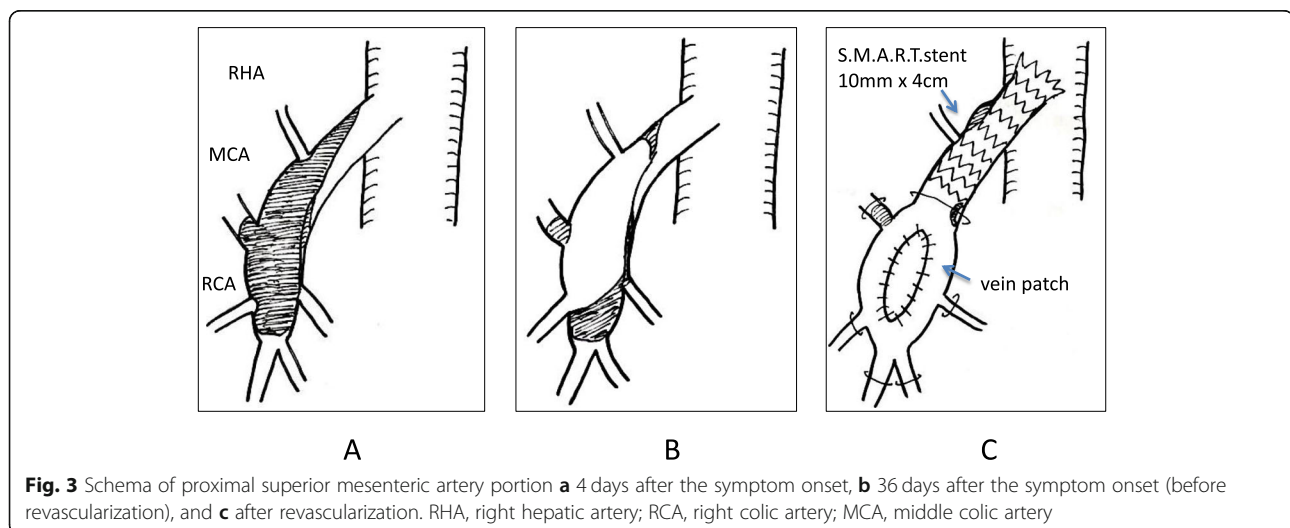 RHA
MCA
RCA
S.M.A.R.T.stent
10mm x 4cm
vein patch
A
B
C
Fig. 3 Schema of proximal superior mesenteric artery portion a 4 days after the symptom onset, b 36 days after the symptom onset (before
revascularization), and c after revascularization. RHA, right hepatic artery; RCA, right colic artery; MCA, middle colic artery